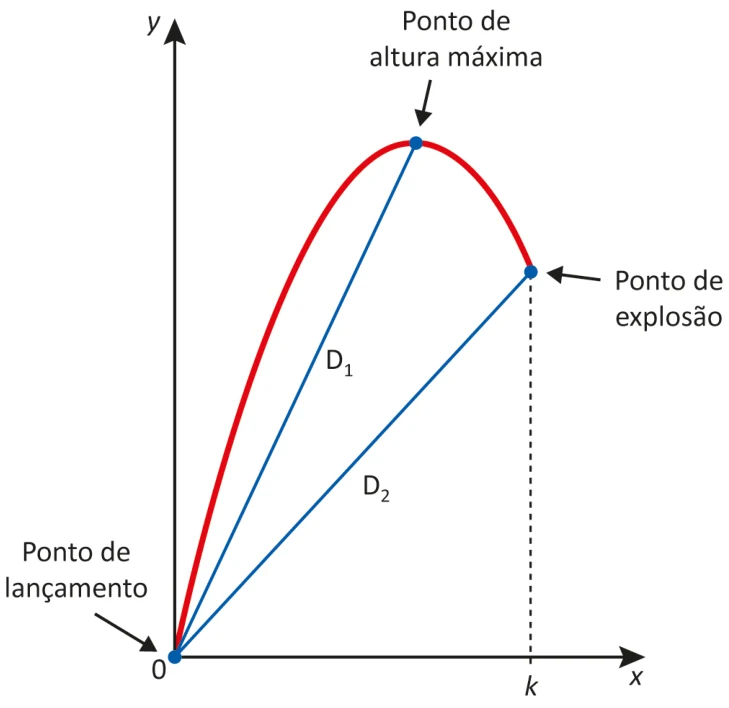 y
Ponto de
altura máxima
Ponto de
explosão
D₁
D₂
Ponto de
lançamento
0
k
x